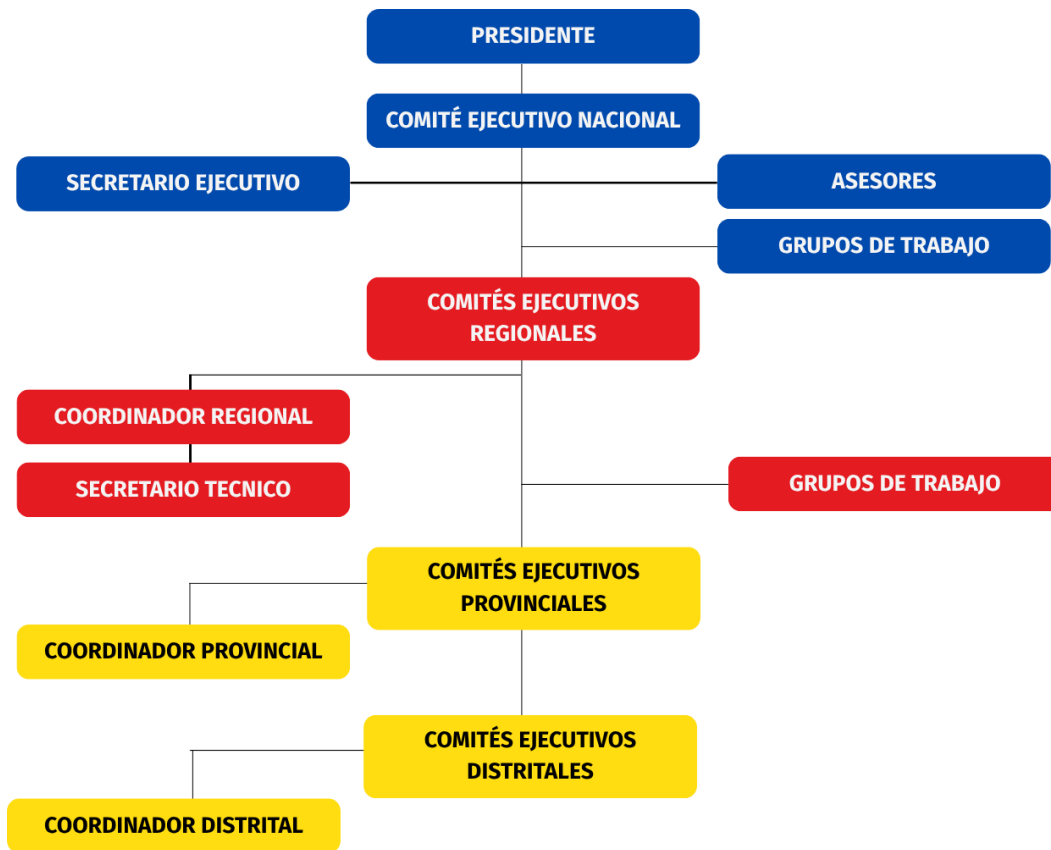 PRESIDENTE
COMITÉ EJECUTIVO NACIONAL
SECRETARIO EJECUTIVO
ASESORES
GRUPOS DE TRABAJO
COMITÉS EJECUTIVOS
REGIONALES
COORDINADOR REGIONAL
SECRETARIO TECNICO
GRUPOS DE TRABAJO
COMITÉS EJECUTIVOS
PROVINCIALES
COORDINADOR PROVINCIAL
COMITÉS EJECUTIVOS
DISTRITALES
COORDINADOR DISTRITAL